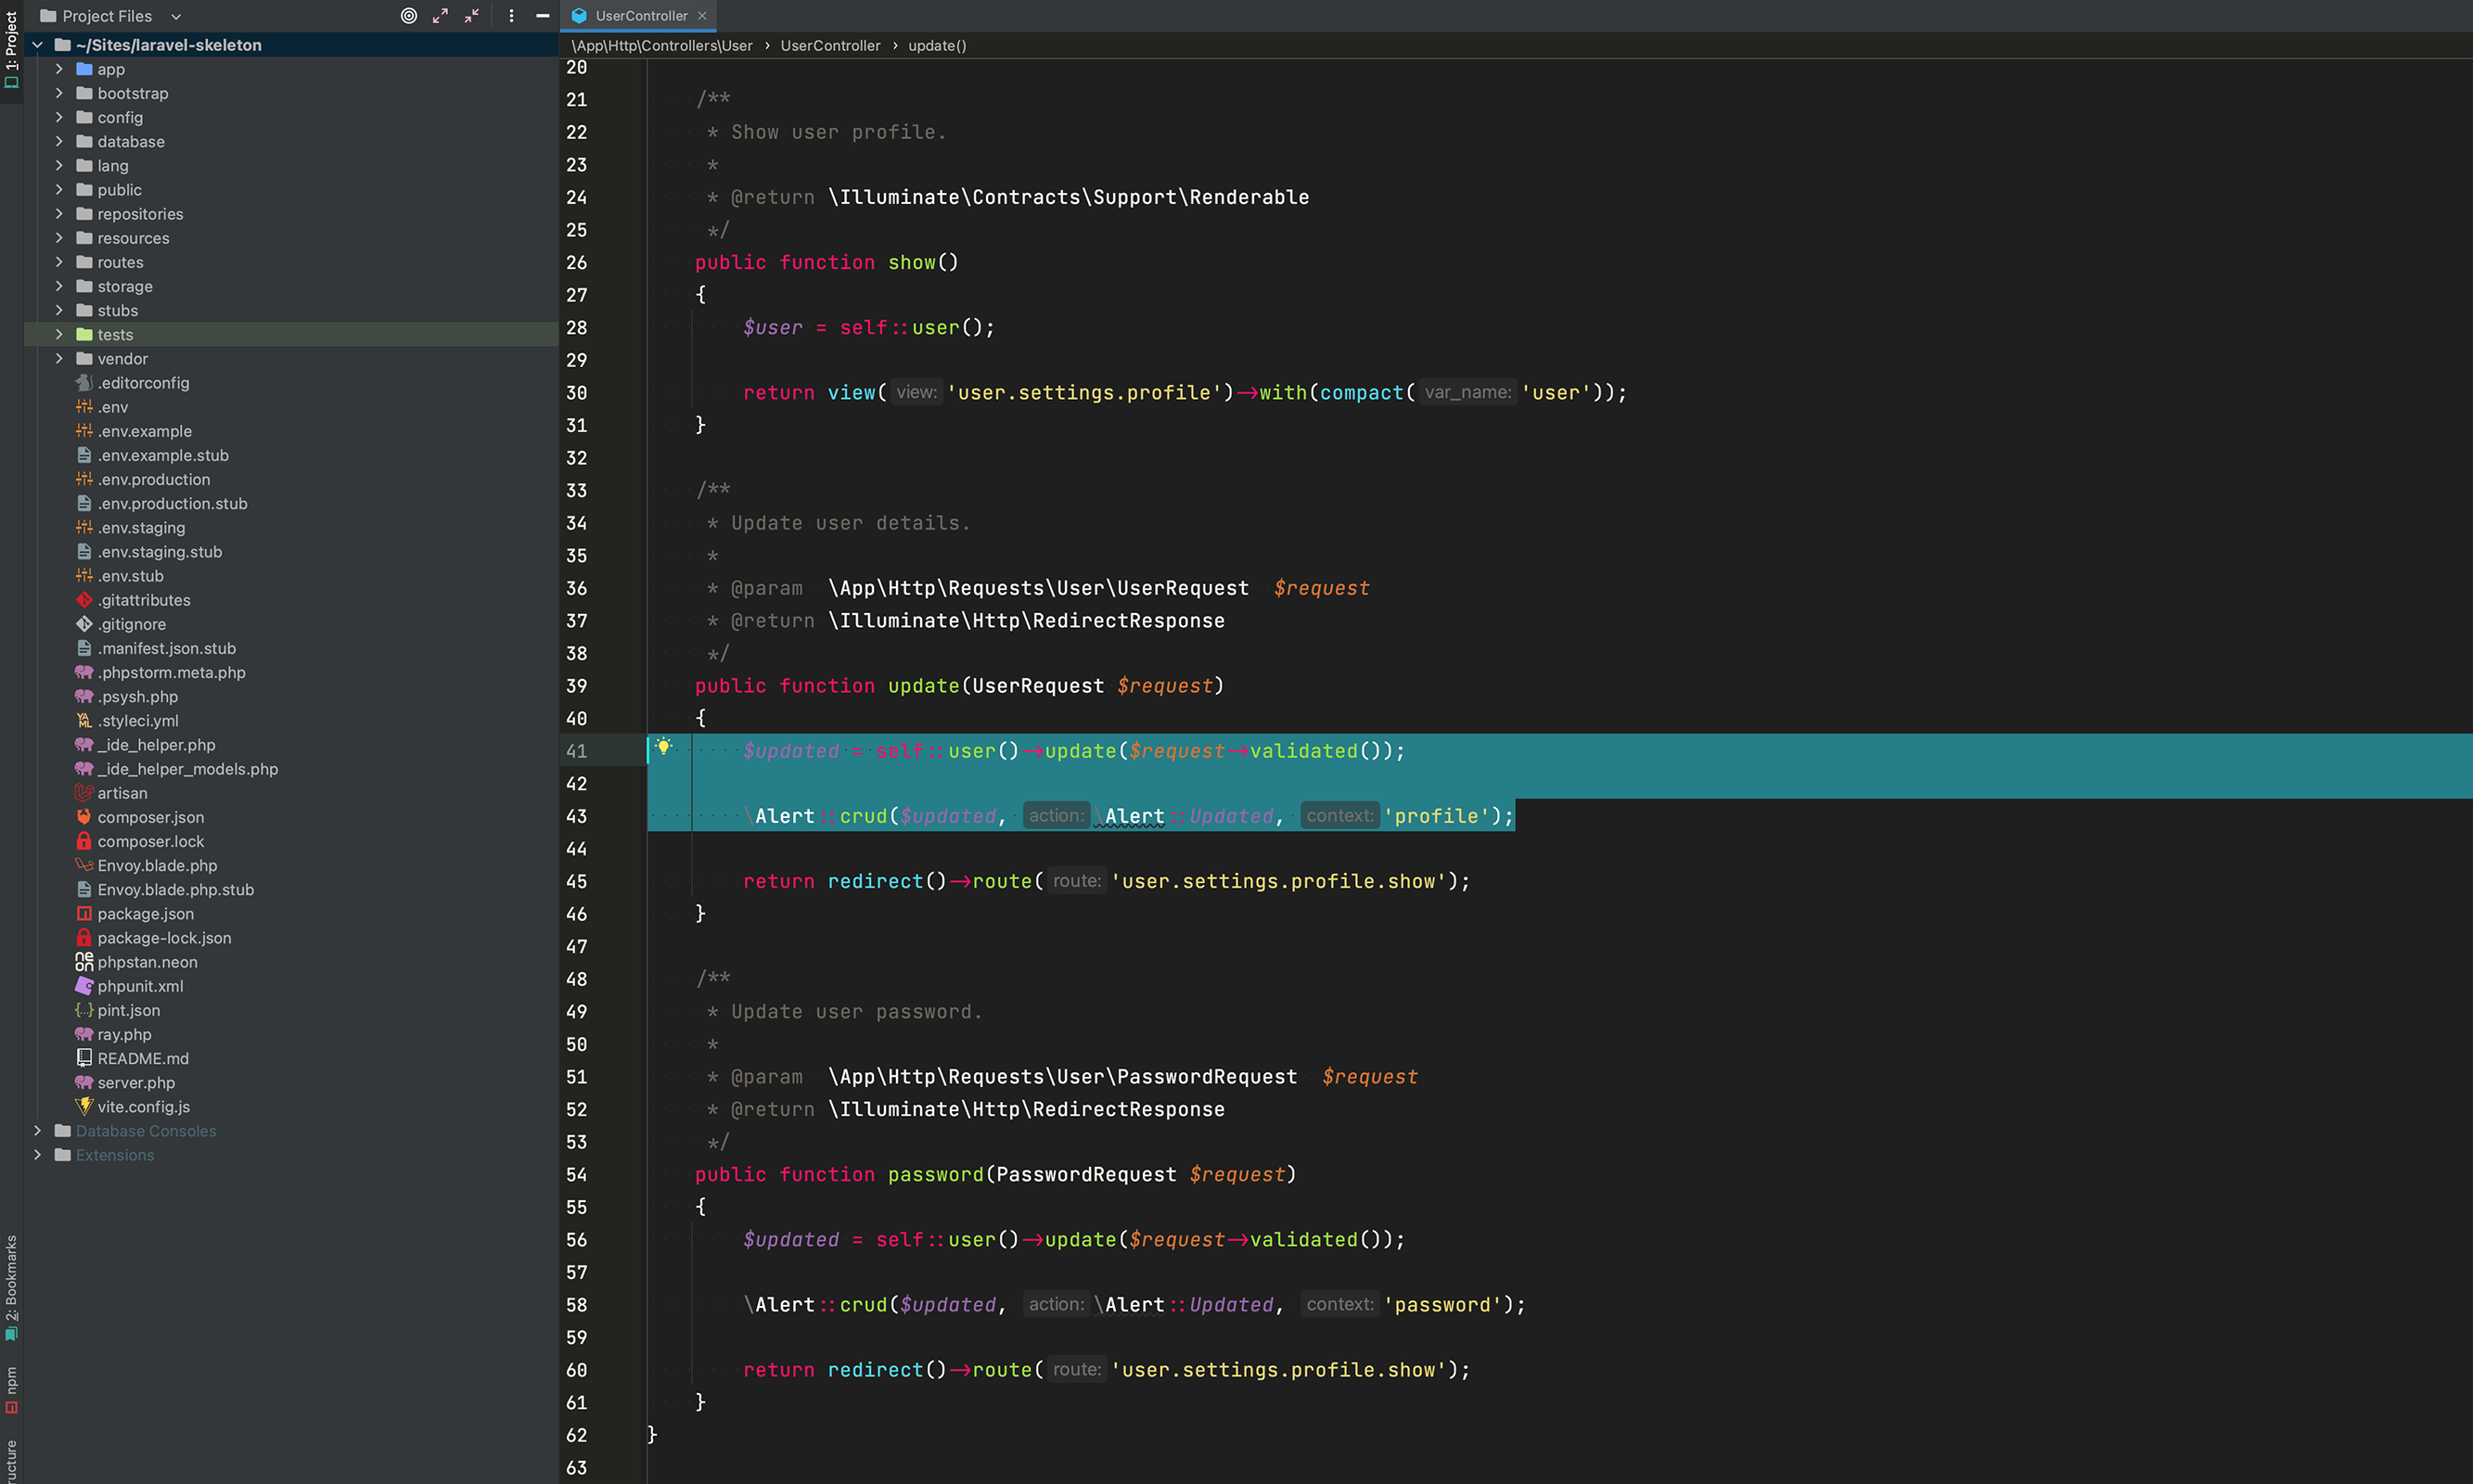 1: Project
2: Bookmarks
npm
ructure
Project Files
~/Sites/laravel-skeleton
app
bootstrap
config
database
lang
public
repositories
resources
routes
storage
stubs
tests
vendor
.editorconfig
.env
.env.example
.env.example.stub
.env.production
.env.production.stub
.env.staging
.env.staging.stub
.env.stub
.gitattributes
.gitignore
.manifest.json.stub
.phpstorm.meta.php
.psysh.php
.styleci.yml
_ide_helper.php
_ide_helper_models.php
artisan
composer.json
composer.lock
Envoy.blade.php
Envoy.blade.php.stub
package.json
package-lock.json
phpstan.neon
phpunit.xml
pint.json
ray.php
README.md
server.php
vite.config.js
Database Consoles
Extensions
UserController
\App\Http\Controllers\User › UserController › update()
20
21 /**
22 * Show user profile.
23 *
24 * @return \Illuminate\Contracts\Support\Renderable
25 */
26 public function show()
27 {
28 $user = self::user();
29
30 return view( view: 'user.settings.profile')->with(compact( var_name: 'user'));
31 }
32
33 /**
34 * Update user details.
35 *
36 * @param \App\Http\Requests\User\UserRequest $request
37 * @return \Illuminate\Http\RedirectResponse
38 */
39 public function update(UserRequest $request)
40 {
41 $updated = self::user()->update($request->validated());
42
43 \Alert::crud($updated, action: \Alert::Updated, context: 'profile');
44
45 return redirect()->route( route: 'user.settings.profile.show');
46 }
47
48 /**
49 * Update user password.
50 *
51 * @param \App\Http\Requests\User\PasswordRequest $request
52 * @return \Illuminate\Http\RedirectResponse
53 */
54 public function password(PasswordRequest $request)
55 {
56 $updated = self::user()->update($request->validated());
57
58 \Alert::crud($updated, action: \Alert::Updated, context: 'password');
59
60 return redirect()->route( route: 'user.settings.profile.show');
61 }
62 }
63